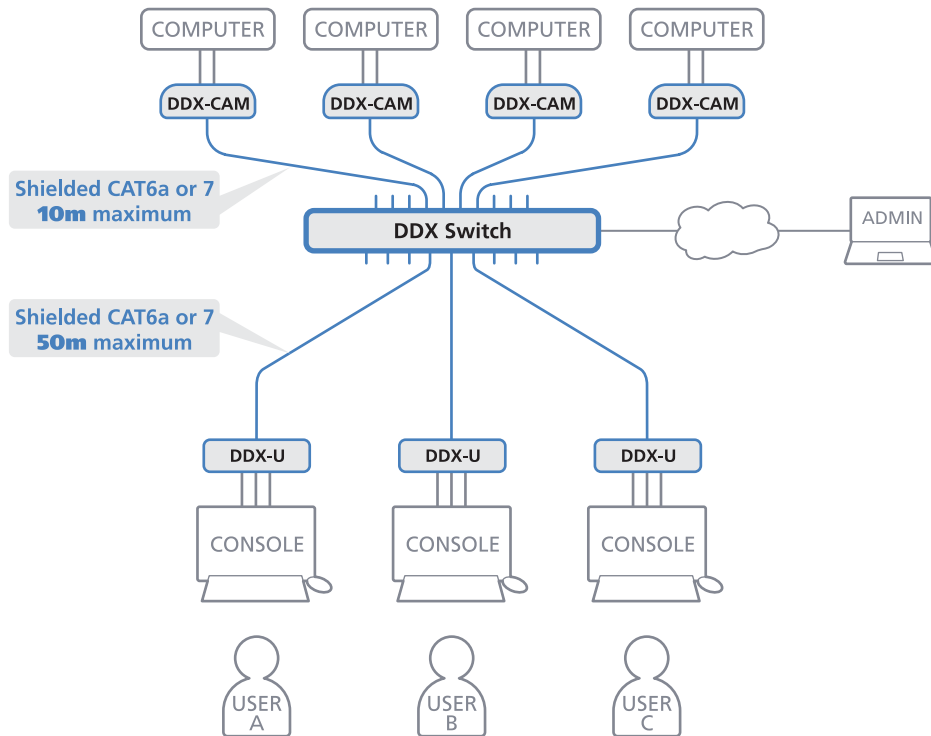 COMPUTER
COMPUTER
COMPUTER
COMPUTER
DDX-CAM
DDX-CAM
DDX-CAM
DDX-CAM
Shielded CAT6a or 7
10m maximum
DDX Switch
ADMIN
Shielded CAT6a or 7
50m maximum
DDX-U
DDX-U
DDX-U
CONSOLE
CONSOLE
CONSOLE
USER
A
USER
B
USER
C